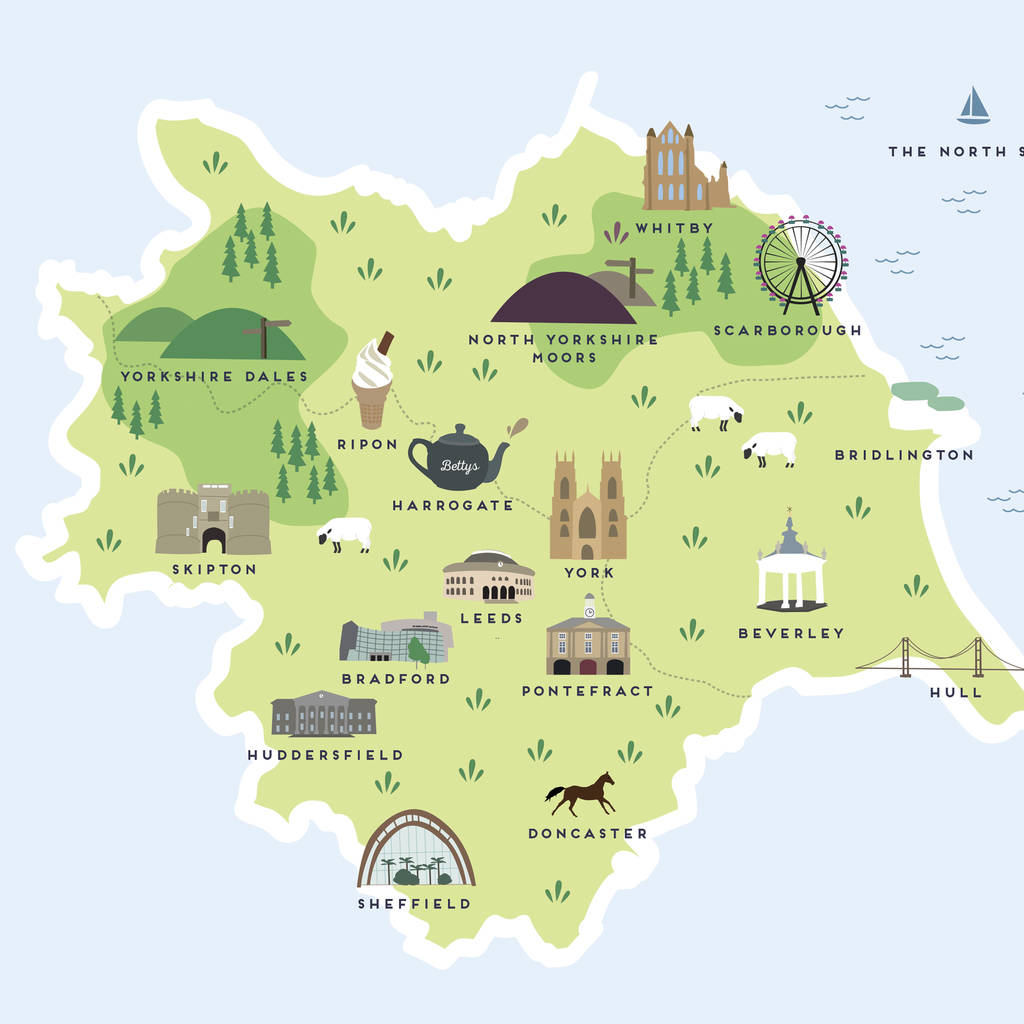 THE NORTH S
WHITBY
SCARBOROUGH
NORTH YORKSHIRE
MOORS
YORKSHIRE DALES
RIPON
BRIDLINGTON
Bettys
HARROGATE
SKIPTON
YORK
LEEDS
BEVERLEY
BRADFORD
PONTEFRACT
HULL
HUDDERSFIELD
DONCASTER
SHEFFIELD